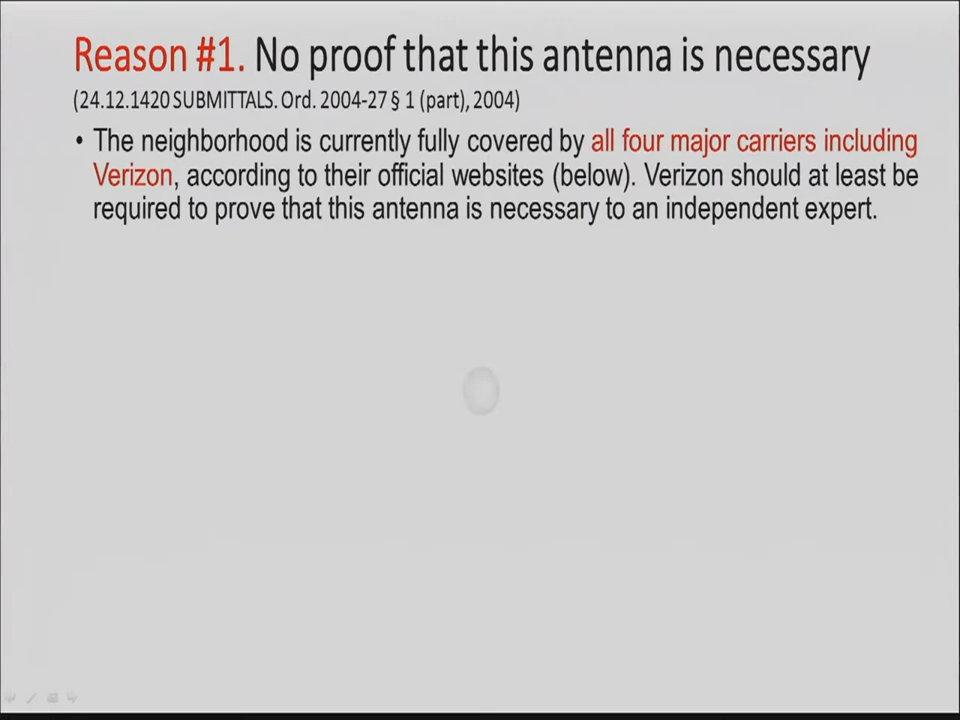 Reason #1. No proof that this antenna is necessary
(24.12.1420 SUBMITTALS. Ord. 2004-27 § 1 (part), 2004)
• The neighborhood is currently fully covered by all four major carriers including
Verizon, according to their official websites (below). Verizon should at least be
required to prove that this antenna is necessary to an independent expert.